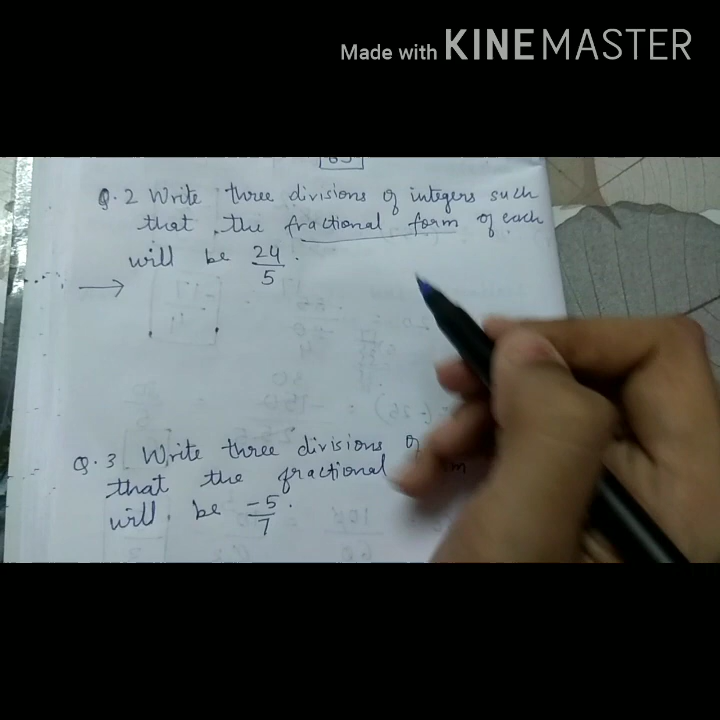 Made with KINEMASTER
Q.2 Write three divisions of integers such
that the fractional form of each
will be 24/5.
→
Q.3 Write three divisions of
that the fractional m
will be -5/7.